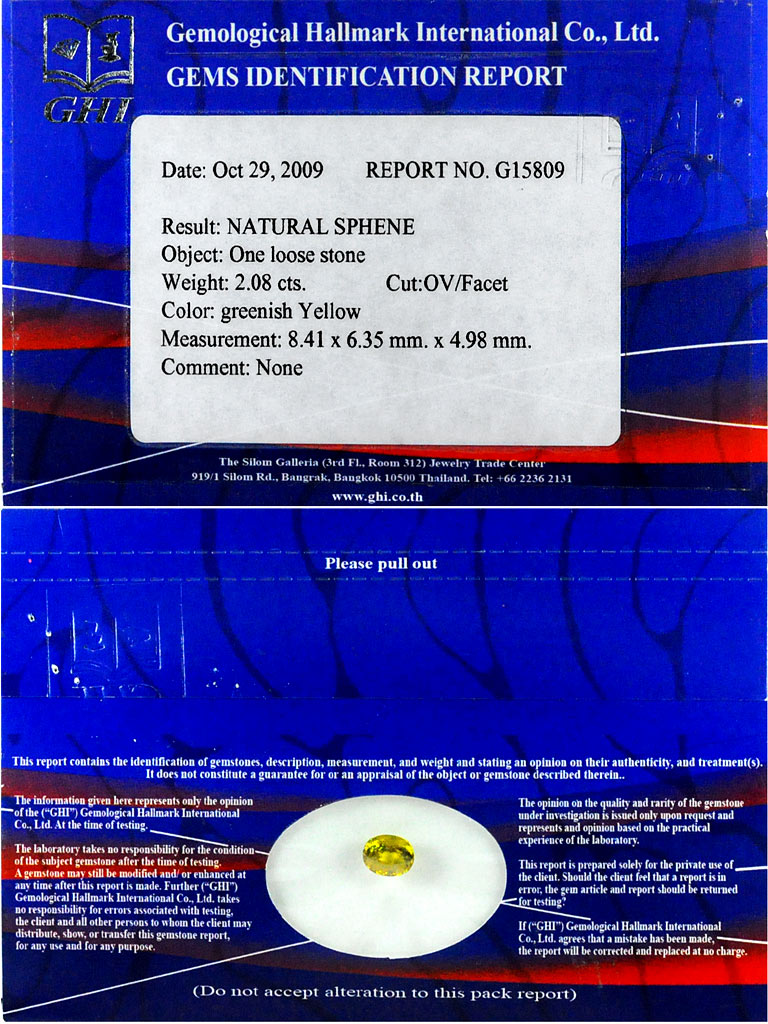 Gemological Hallmark International Co., Ltd.
GEMS IDENTIFICATION REPORT
GHI
Date: Oct 29, 2009 REPORT NO. G15809
Result: NATURAL SPHENE
Object: One loose stone
Weight: 2.08 cts. Cut:OV/Facet
Color: greenish Yellow
Measurement: 8.41 x 6.35 mm. x 4.98 mm.
Comment: None
The Silom Galleria (3rd Fl., Room 312) Jewelry Trade Center
919/1 Silom Rd., Bangrak, Bangkok 10500 Thailand. Tel: +66 2236 2131
www.ghi.co.th
Please pull out
This report contains the identification of gemstones, description, measurement, and weight and stating an opinion on their authenticity, and treatment(s).
It does not constitute a guarantee for or an appraisal of the object or gemstone described therein..
The information given here represents only the opinion
of the ("GHI") Gemological Hallmark International
Co., Ltd. At the time of testing.
The laboratory takes no responsibility for the condition
of the subject gemstone after the time of testing.
A gemstone may still be modified and/ or enhanced at
any time after this report is made. Further ("GHI")
Gemological Hallmark International Co., Ltd. takes
no responsibility for errors associated with testing,
the client and all other persons to whom the client may
distribute, show, or transfer this gemstone report,
for any use and for any purpose.
The opinion on the quality and rarity of the gemstone
under investigation is issued only upon request and
represents and opinion based on the practical
experience of the laboratory.
This report is prepared solely for the private use of
the client. Should the client feel that a report is in
error, the gem article and report should be returned
for testing?
If ("GHI") Gemological Hallmark International
Co., Ltd. agrees that a mistake has been made,
the report will be corrected and replaced at no charge.
(Do not accept alteration to this pack report)